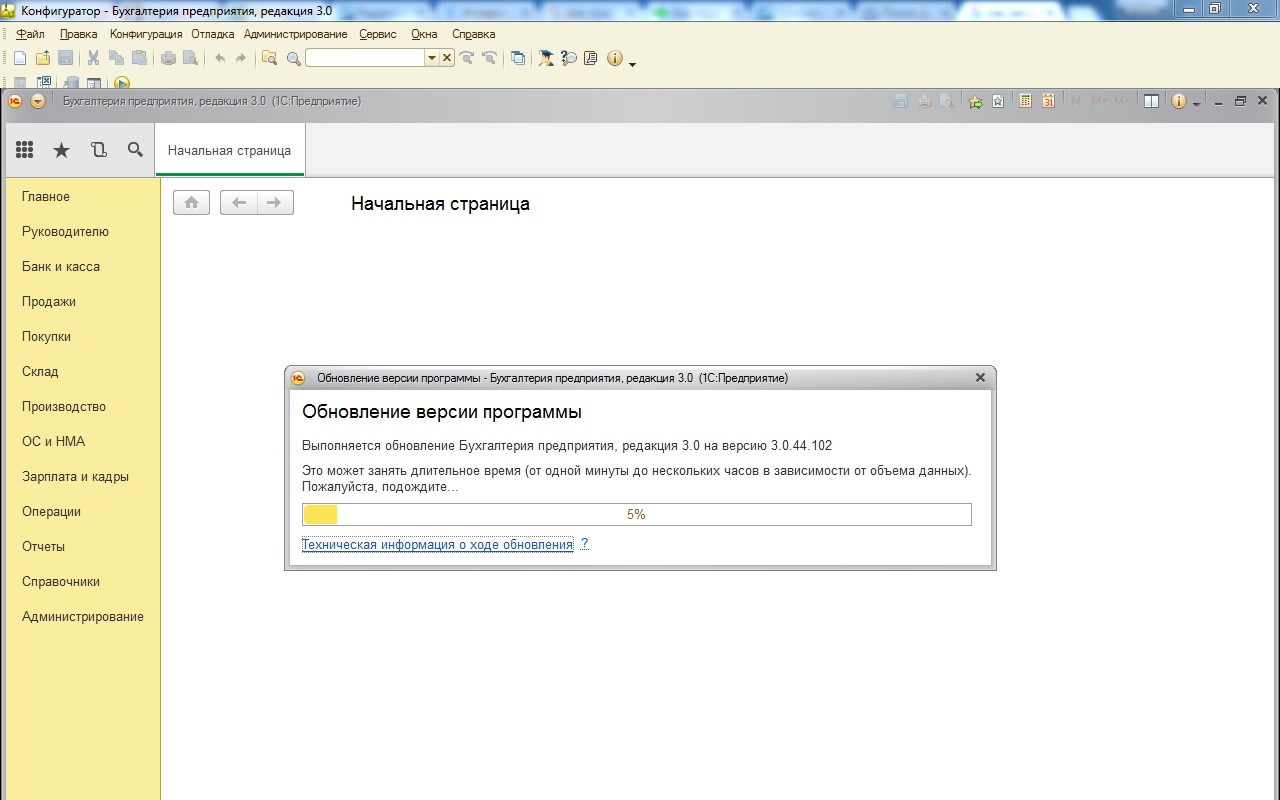 Конфигуратор - Бухгалтерия предприятия, редакция 3.0
Файл Правка Конфигурация Отладка Администрирование Сервис Окна Справка
Бухгалтерия предприятия, редакция 3.0 (1С:Предприятие)
31 M M+ M-
Начальная страница
Главное
Руководителю
Банк и касса
Продажи
Покупки
Склад
Производство
ОС и НМА
Зарплата и кадры
Операции
Отчеты
Справочники
Администрирование
Начальная страница
Обновление версии программы - Бухгалтерия предприятия, редакция 3.0 (1С:Предприятие)
Обновление версии программы
Выполняется обновление Бухгалтерия предприятия, редакция 3.0 на версию 3.0.44.102
Это может занять длительное время (от одной минуты до нескольких часов в зависимости от объема данных).
Пожалуйста, подождите...
5%
Техническая информация о ходе обновления ?